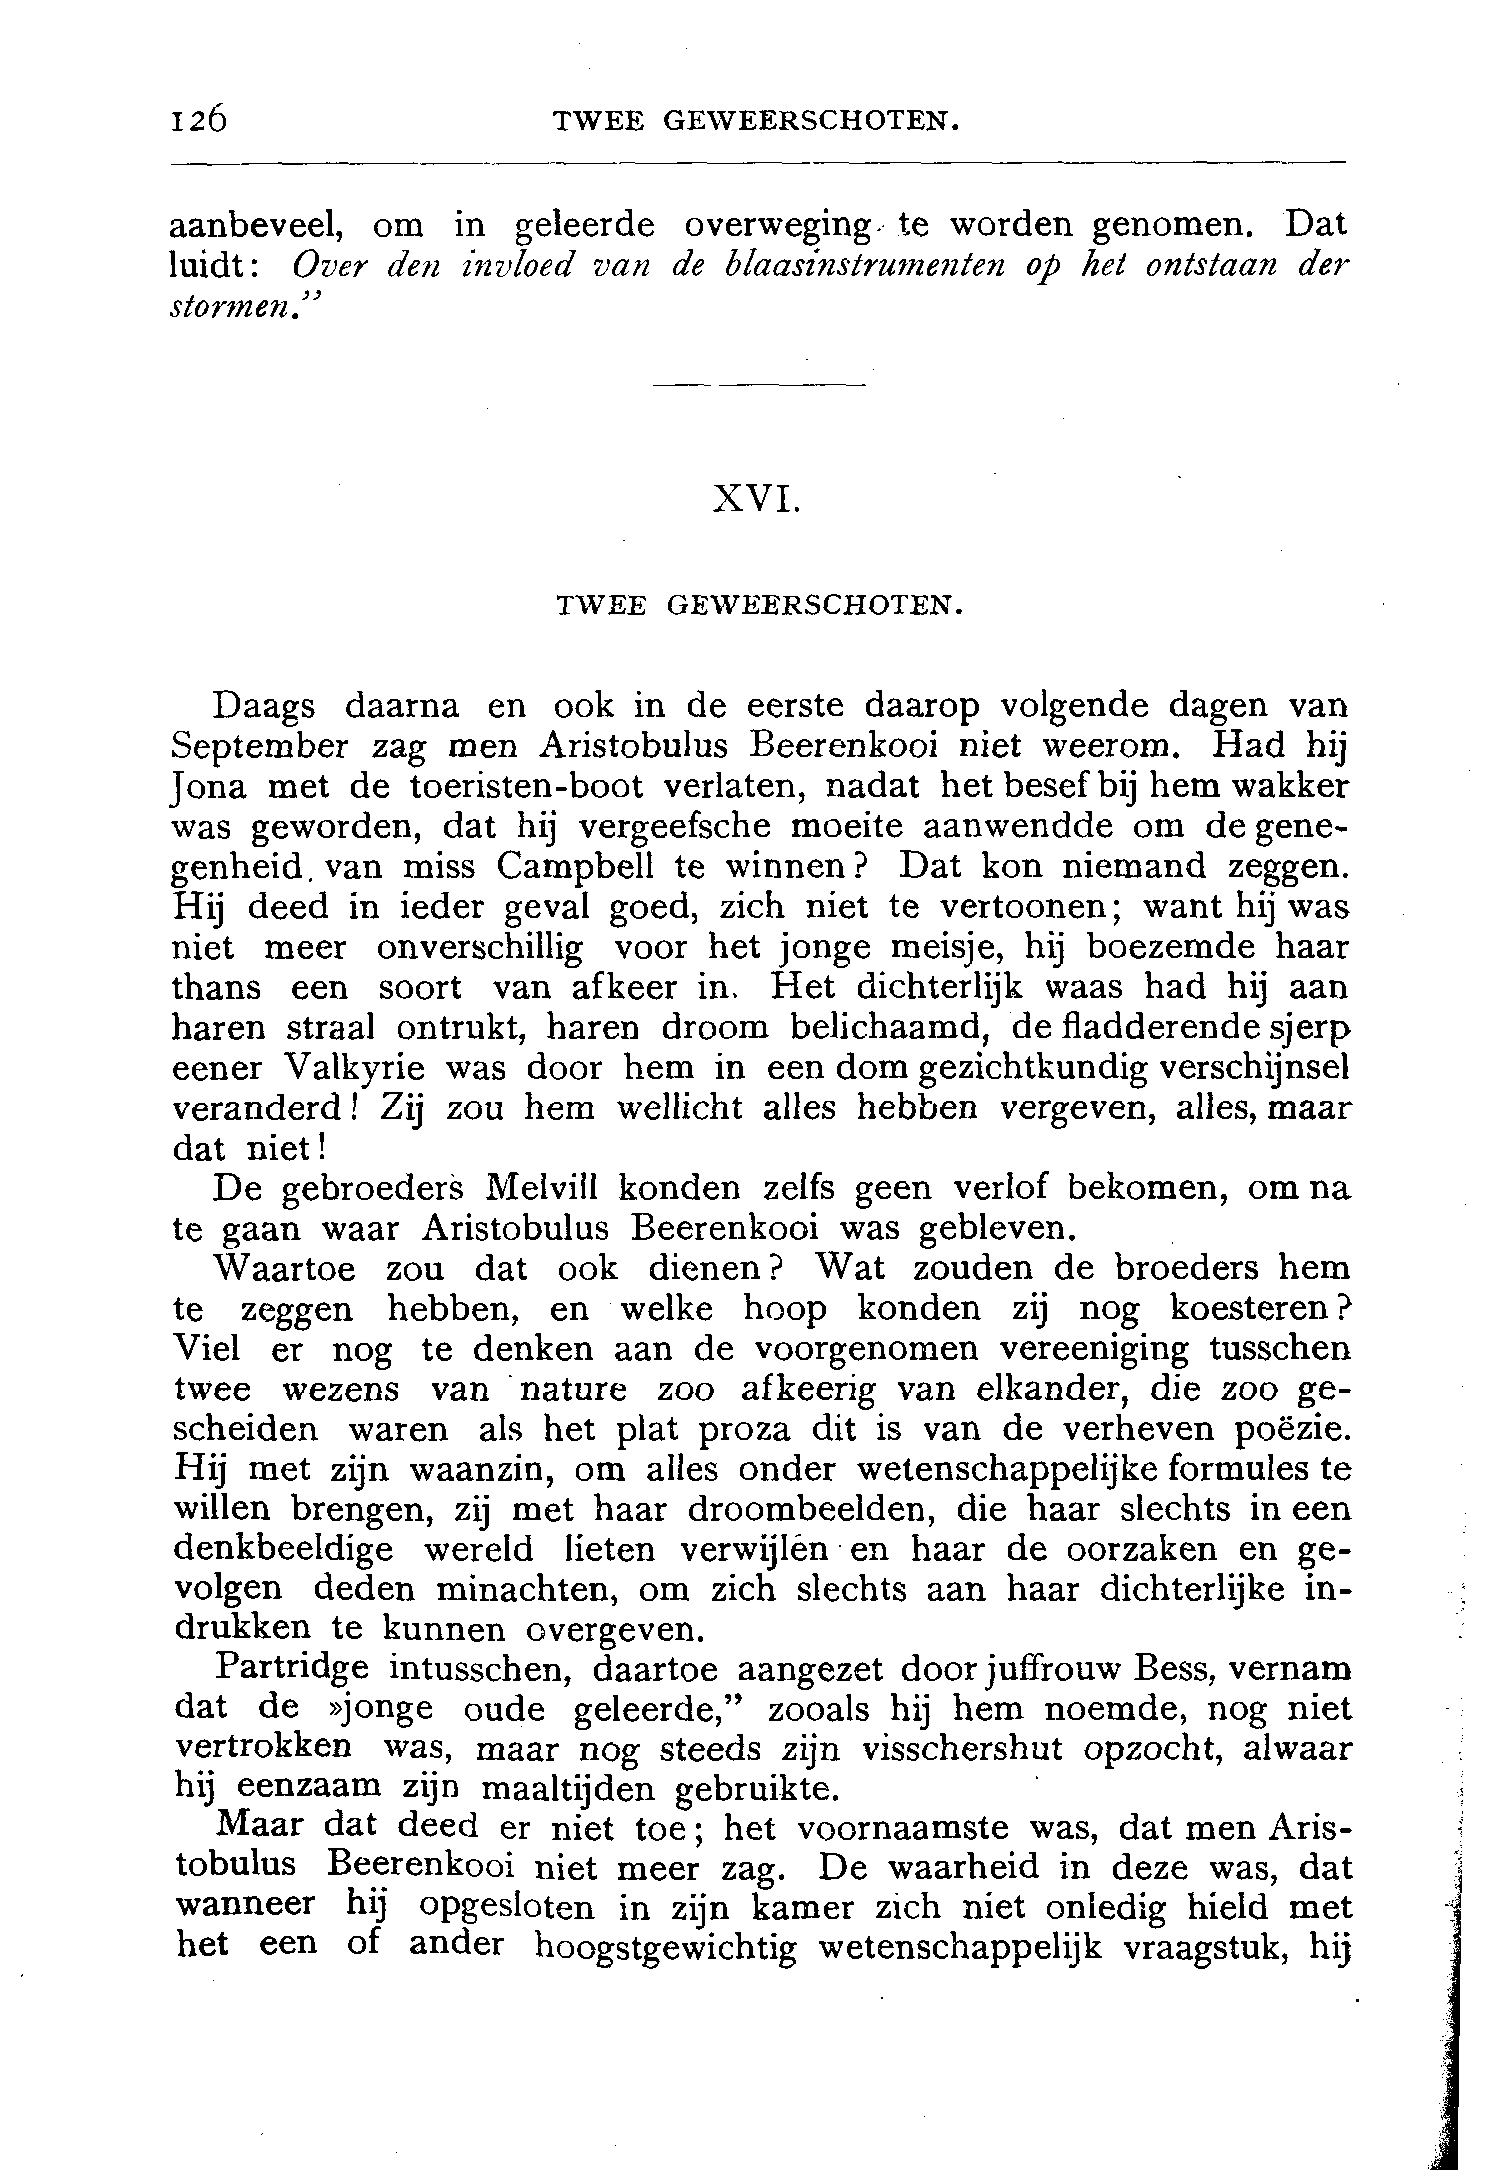 126 TWEE GEWEERSCHOTEN.
aanbeveel, om in geleerde overweging te worden genomen. Dat
luidt: Over den invloed van de blaasinstrumenten op het ontstaan der
stormen.”
XVI.
TWEE GEWEERSCHOTEN.
Daags daarna en ook in de eerste daarop volgende dagen van
September zag men Aristobulus Beerenkooi niet weerom. Had hij
Jona met de toeristen-boot verlaten, nadat het besef bij hem wakker
was geworden, dat hij vergeefsche moeite aanwendde om de gene-
genheid van miss Campbell te winnen? Dat kon niemand zeggen.
Hij deed in ieder geval goed, zich niet te vertoonen; want hij was
niet meer onverschillig voor het jonge meisje, hij boezemde haar
thans een soort van afkeer in. Het dichterlijk waas had hij aan
haren straal ontrukt, haren droom belichaamd, de fladderende sjerp
eener Valkyrie was door hem in een dom gezichtkundig verschijnsel
veranderd! Zij zou hem wellicht alles hebben vergeven, alles, maar
dat niet!
De gebroeders Melvill konden zelfs geen verlof bekomen, om na
te gaan waar Aristobulus Beerenkooi was gebleven.
Waartoe zou dat ook dienen? Wat zouden de broeders hem
te zeggen hebben, en welke hoop konden zij nog koesteren?
Viel er nog te denken aan de voorgenomen vereeniging tusschen
twee wezens van nature zoo afkeerig van elkander, die zoo ge-
scheiden waren als het plat proza dit is van de verheven poëzie.
Hij met zijn waanzin, om alles onder wetenschappelijke formules te
willen brengen, zij met haar droombeelden, die haar slechts in een
denkbeeldige wereld lieten verwijlen en haar de oorzaken en ge-
volgen deden minachten, om zich slechts aan haar dichterlijke in-
drukken te kunnen overgeven.
Partridge intusschen, daartoe aangezet door juffrouw Bess, vernam
dat de »jonge oude geleerde,” zooals hij hem noemde, nog niet
vertrokken was, maar nog steeds zijn visschershut opzocht, alwaar
hij eenzaam zijn maaltijden gebruikte.
Maar dat deed er niet toe; het voornaamste was, dat men Aris-
tobulus Beerenkooi niet meer zag. De waarheid in deze was, dat
wanneer hij opgesloten in zijn kamer zich niet onledig hield met
het een of ander hoogstgewichtig wetenschappelijk vraagstuk, hij